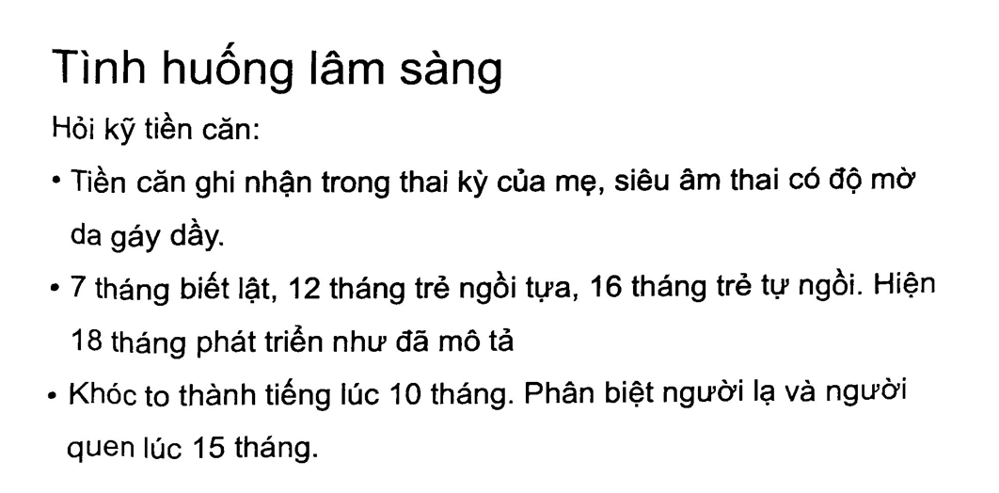 Tình huống lâm sàng
Hỏi kỹ tiền căn:
• Tiền căn ghi nhận trong thai kỳ của mẹ, siêu âm thai có độ mờ
da gáy dầy.
• 7 tháng biết lật, 12 tháng trẻ ngồi tựa, 16 tháng trẻ tự ngồi. Hiện
18 tháng phát triển như đã mô tả
• Khóc to thành tiếng lúc 10 tháng. Phân biệt người lạ và người
quen lúc 15 tháng.